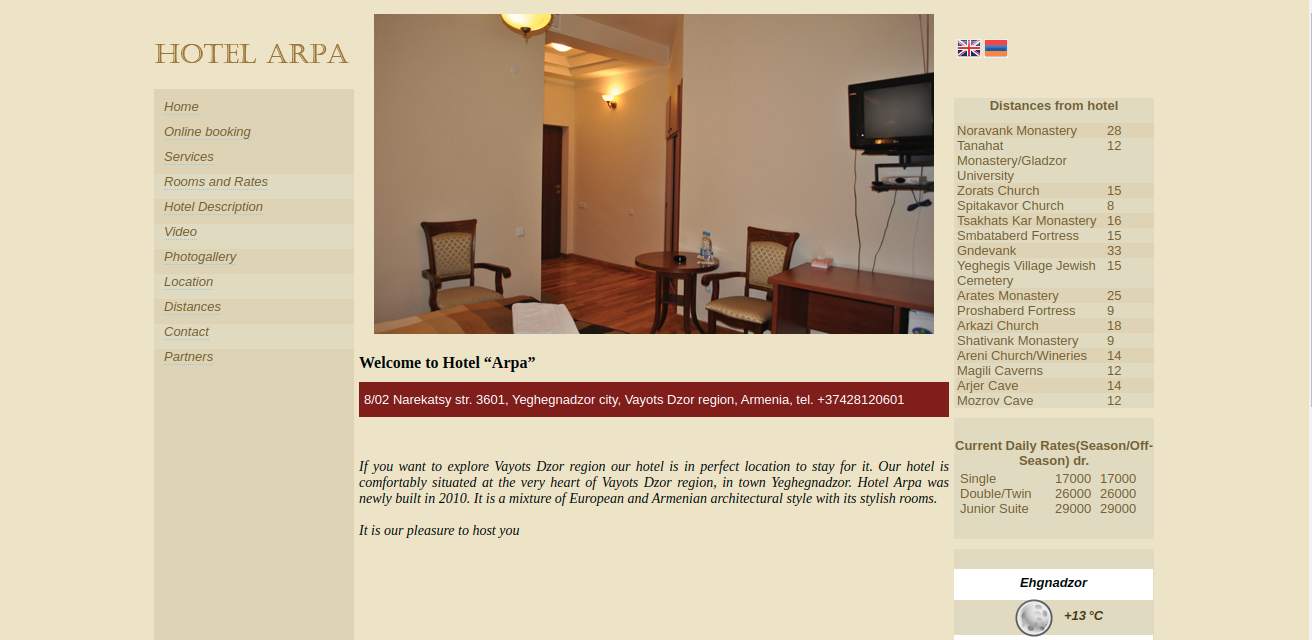 HOTEL ARPA
Home
Online booking
Services
Rooms and Rates
Hotel Description
Video
Photogallery
Location
Distances
Contact
Partners
Welcome to Hotel “Arpa”
8/02 Narekatsy str. 3601, Yeghegnadzor city, Vayots Dzor region, Armenia, tel. +37428120601
If you want to explore Vayots Dzor region our hotel is in perfect location to stay for it. Our hotel is
comfortably situated at the very heart of Vayots Dzor region, in town Yeghegnadzor. Hotel Arpa was
newly built in 2010. It is a mixture of European and Armenian architectural style with its stylish rooms.
It is our pleasure to host you
Distances from hotel
Noravank Monastery 28
Tanahat 12
Monastery/Gladzor
University
Zorats Church 15
Spitakavor Church 8
Tsakhats Kar Monastery 16
Smbataberd Fortress 15
Gndevank 33
Yeghegis Village Jewish 15
Cemetery
Arates Monastery 25
Proshaberd Fortress 9
Arkazi Church 18
Shativank Monastery 9
Areni Church/Wineries 14
Magili Caverns 12
Arjer Cave 14
Mozrov Cave 12
Current Daily Rates(Season/Off-
Season) dr.
Single 17000 17000
Double/Twin 26000 26000
Junior Suite 29000 29000
Ehgnadzor
+13 °C